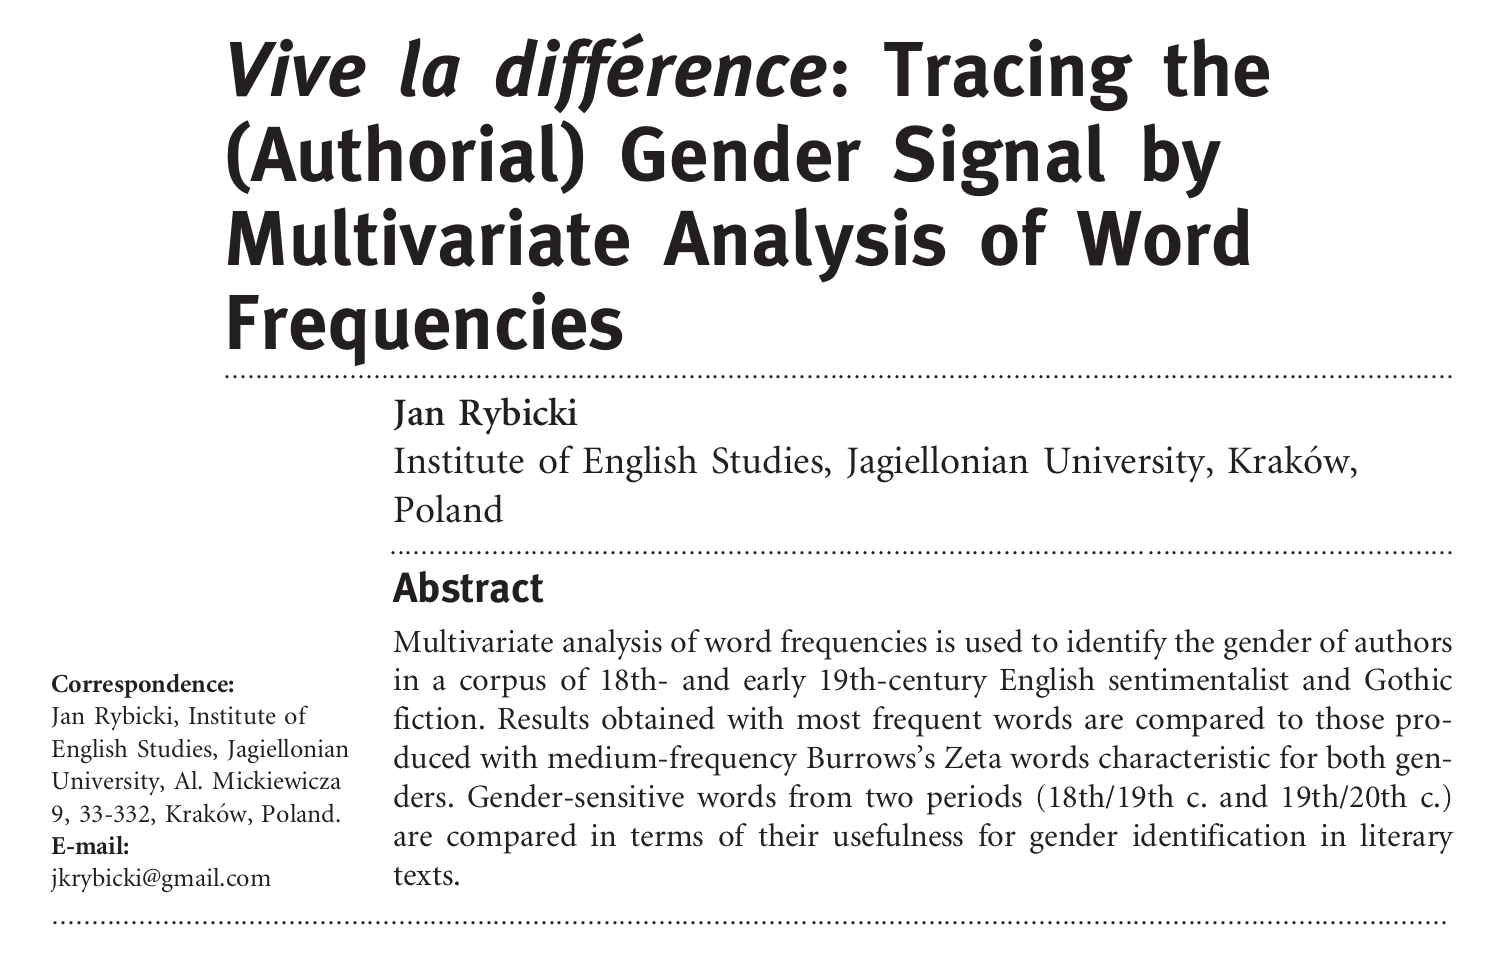 Vive la différence: Tracing the
(Authorial) Gender Signal by
Multivariate Analysis of Word
Frequencies
Jan Rybicki
Institute of English Studies, Jagiellonian University, Kraków,
Poland
Abstract
Multivariate analysis of word frequencies is used to identify the gender of authors
in a corpus of 18th- and early 19th-century English sentimentalist and Gothic
fiction. Results obtained with most frequent words are compared to those pro-
duced with medium-frequency Burrows's Zeta words characteristic for both gen-
ders. Gender-sensitive words from two periods (18th/19th c. and 19th/20th c.)
are compared in terms of their usefulness for gender identification in literary
texts.
Correspondence:
Jan Rybicki, Institute of
English Studies, Jagiellonian
University, Al. Mickiewicza
9, 33-332, Kraków, Poland.
E-mail:
jkrybicki@gmail.com